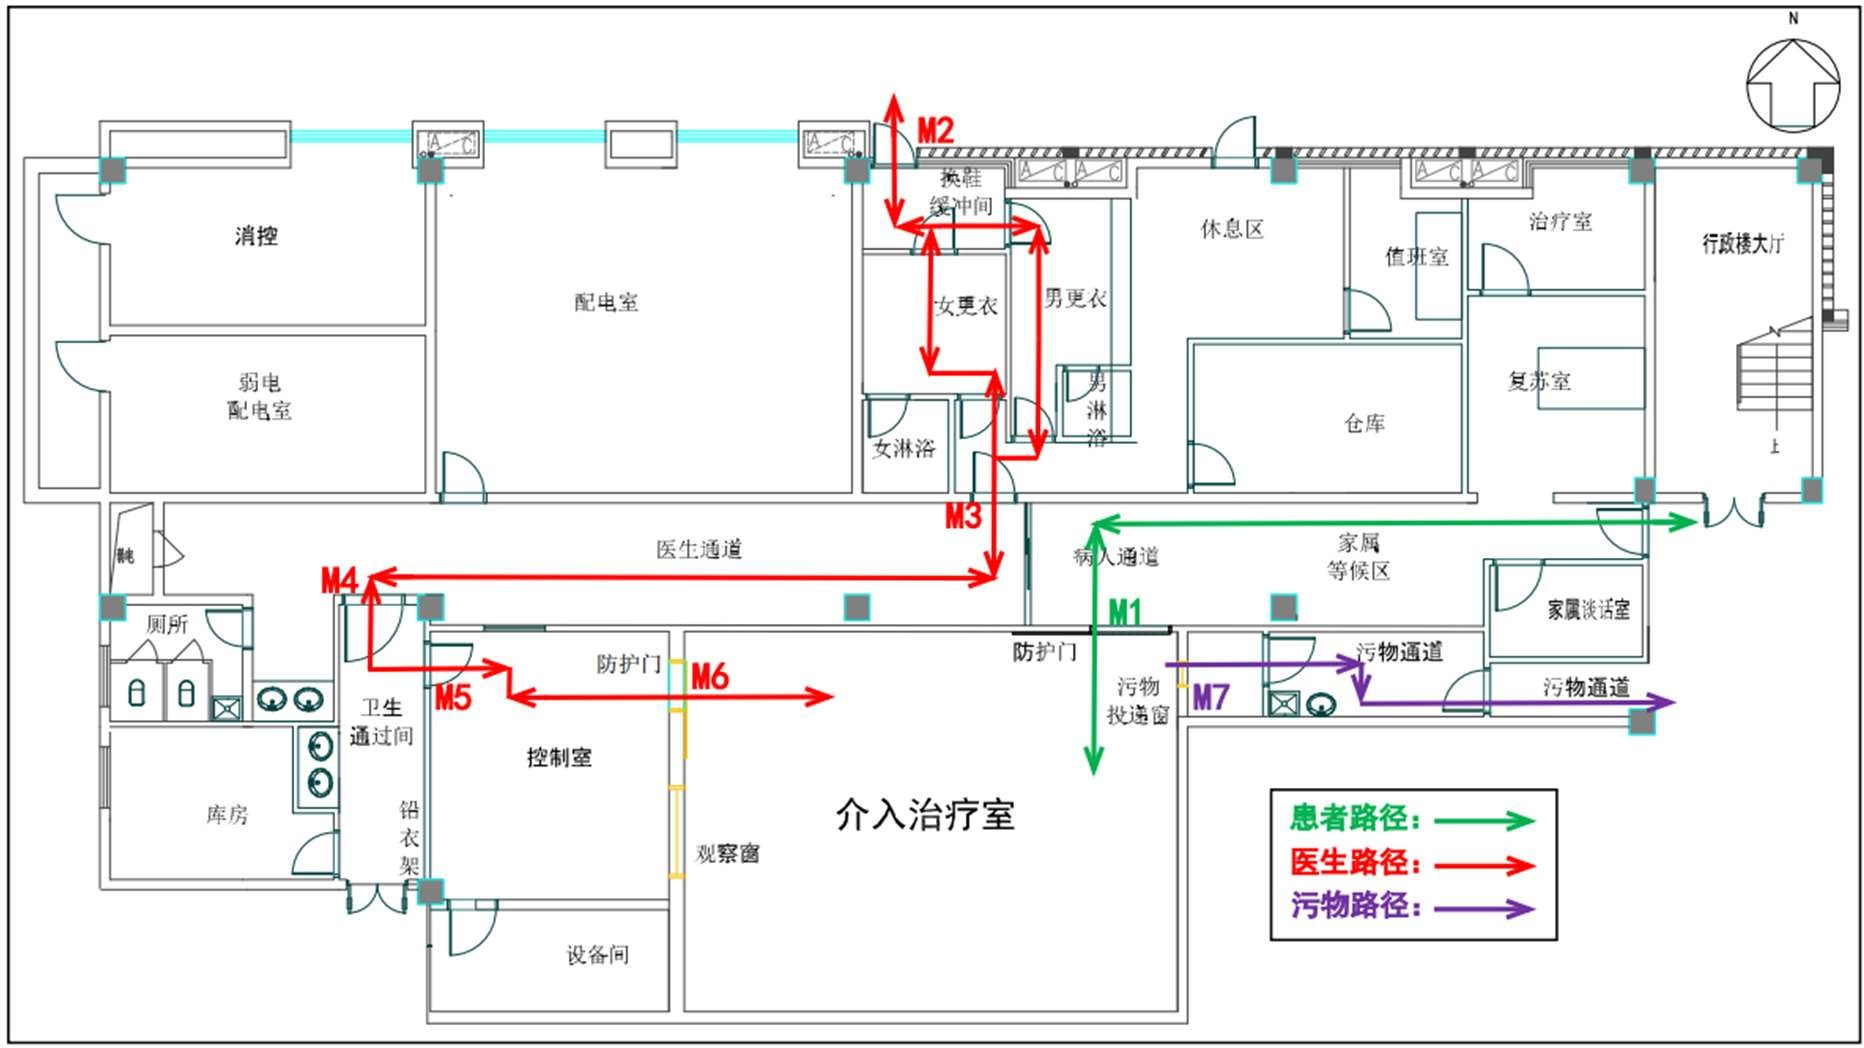 N
M2
A C
A C
A C
A C
A C
A C
换鞋
缓冲间
消控
配电室
休息区
值班室
治疗室
行政楼大厅
女更衣
男更衣
弱电
配电室
男
淋
浴
复苏室
仓库
女淋浴
N
上
M3
医生通道
病人通道
家属
等候区
M4
M1
厕所
家属谈话室
防护门
M6
防护门
污物通道
M5
污物
投递窗
M7
污物通道
卫生
通过间
控制室
库房
铅
衣
架
介入治疗室
观察窗
设备间
患者路径：
医生路径：
污物路径：